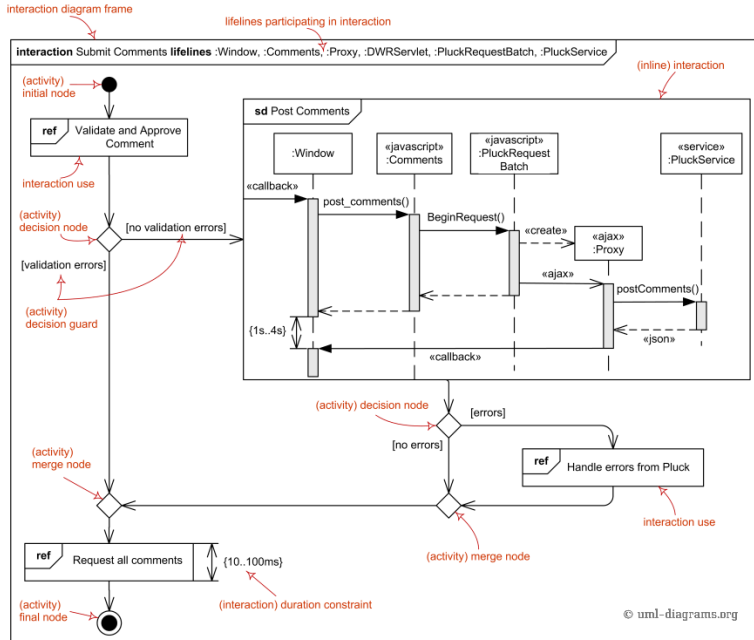 interaction diagram frame
lifelines participating in interaction
interaction Submit Comments lifelines :Window, :Comments, :Proxy, :DWRServlet, :PluckRequestBatch, :PluckService
(activity)
initial node
(inline) interaction
sd Post Comments
ref Validate and Approve
Comment
interaction use
:Window
«javascript»
:Comments
«javascript»
:PluckRequest
Batch
«service»
:PluckService
«callback»
post_comments()
BeginRequest()
«create»
«ajax»
:Proxy
(activity)
decision node
[no validation errors]
[validation errors]
(activity)
decision guard
«ajax»
postComments()
{1s..4s}
«json»
«callback»
(activity) decision node
[errors]
[no errors]
(activity)
merge node
ref Handle errors from Pluck
interaction use
(activity) merge node
ref Request all comments
{10..100ms}
(interaction) duration constraint
(activity)
final node
© uml-diagrams.org